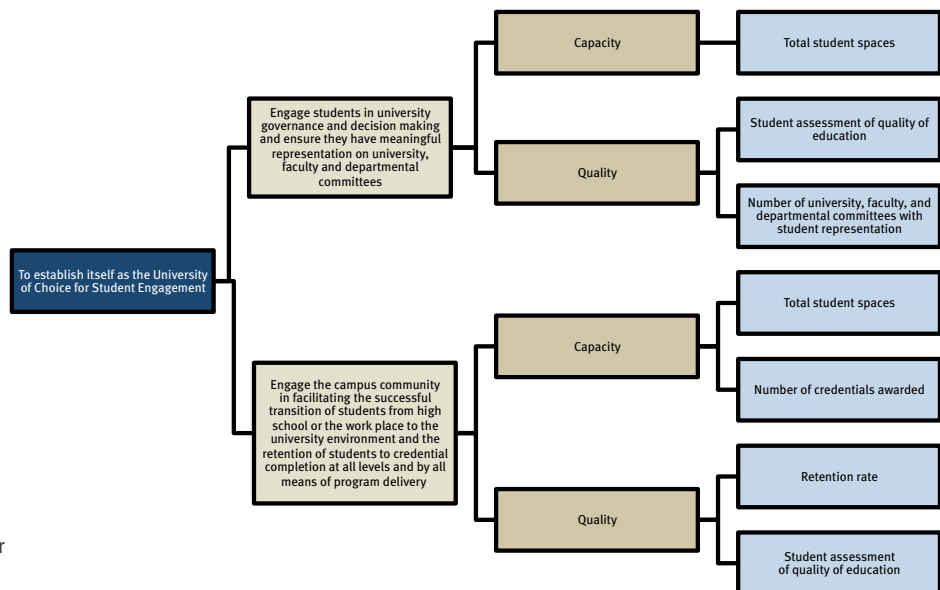 To establish itself as the University
of Choice for Student Engagement
Engage students in university
governance and decision making
and ensure they have meaningful
representation on university,
faculty and departmental
committees
Capacity
Total student spaces
Quality
Student assessment of quality of
education
Number of university, faculty, and
departmental committees with
student representation
Engage the campus community
in facilitating the successful
transition of students from high
school or the work place to the
university environment and the
retention of students to credential
completion at all levels and by all
means of program delivery
Capacity
Total student spaces
Number of credentials awarded
Quality
Retention rate
Student assessment
of quality of education
r